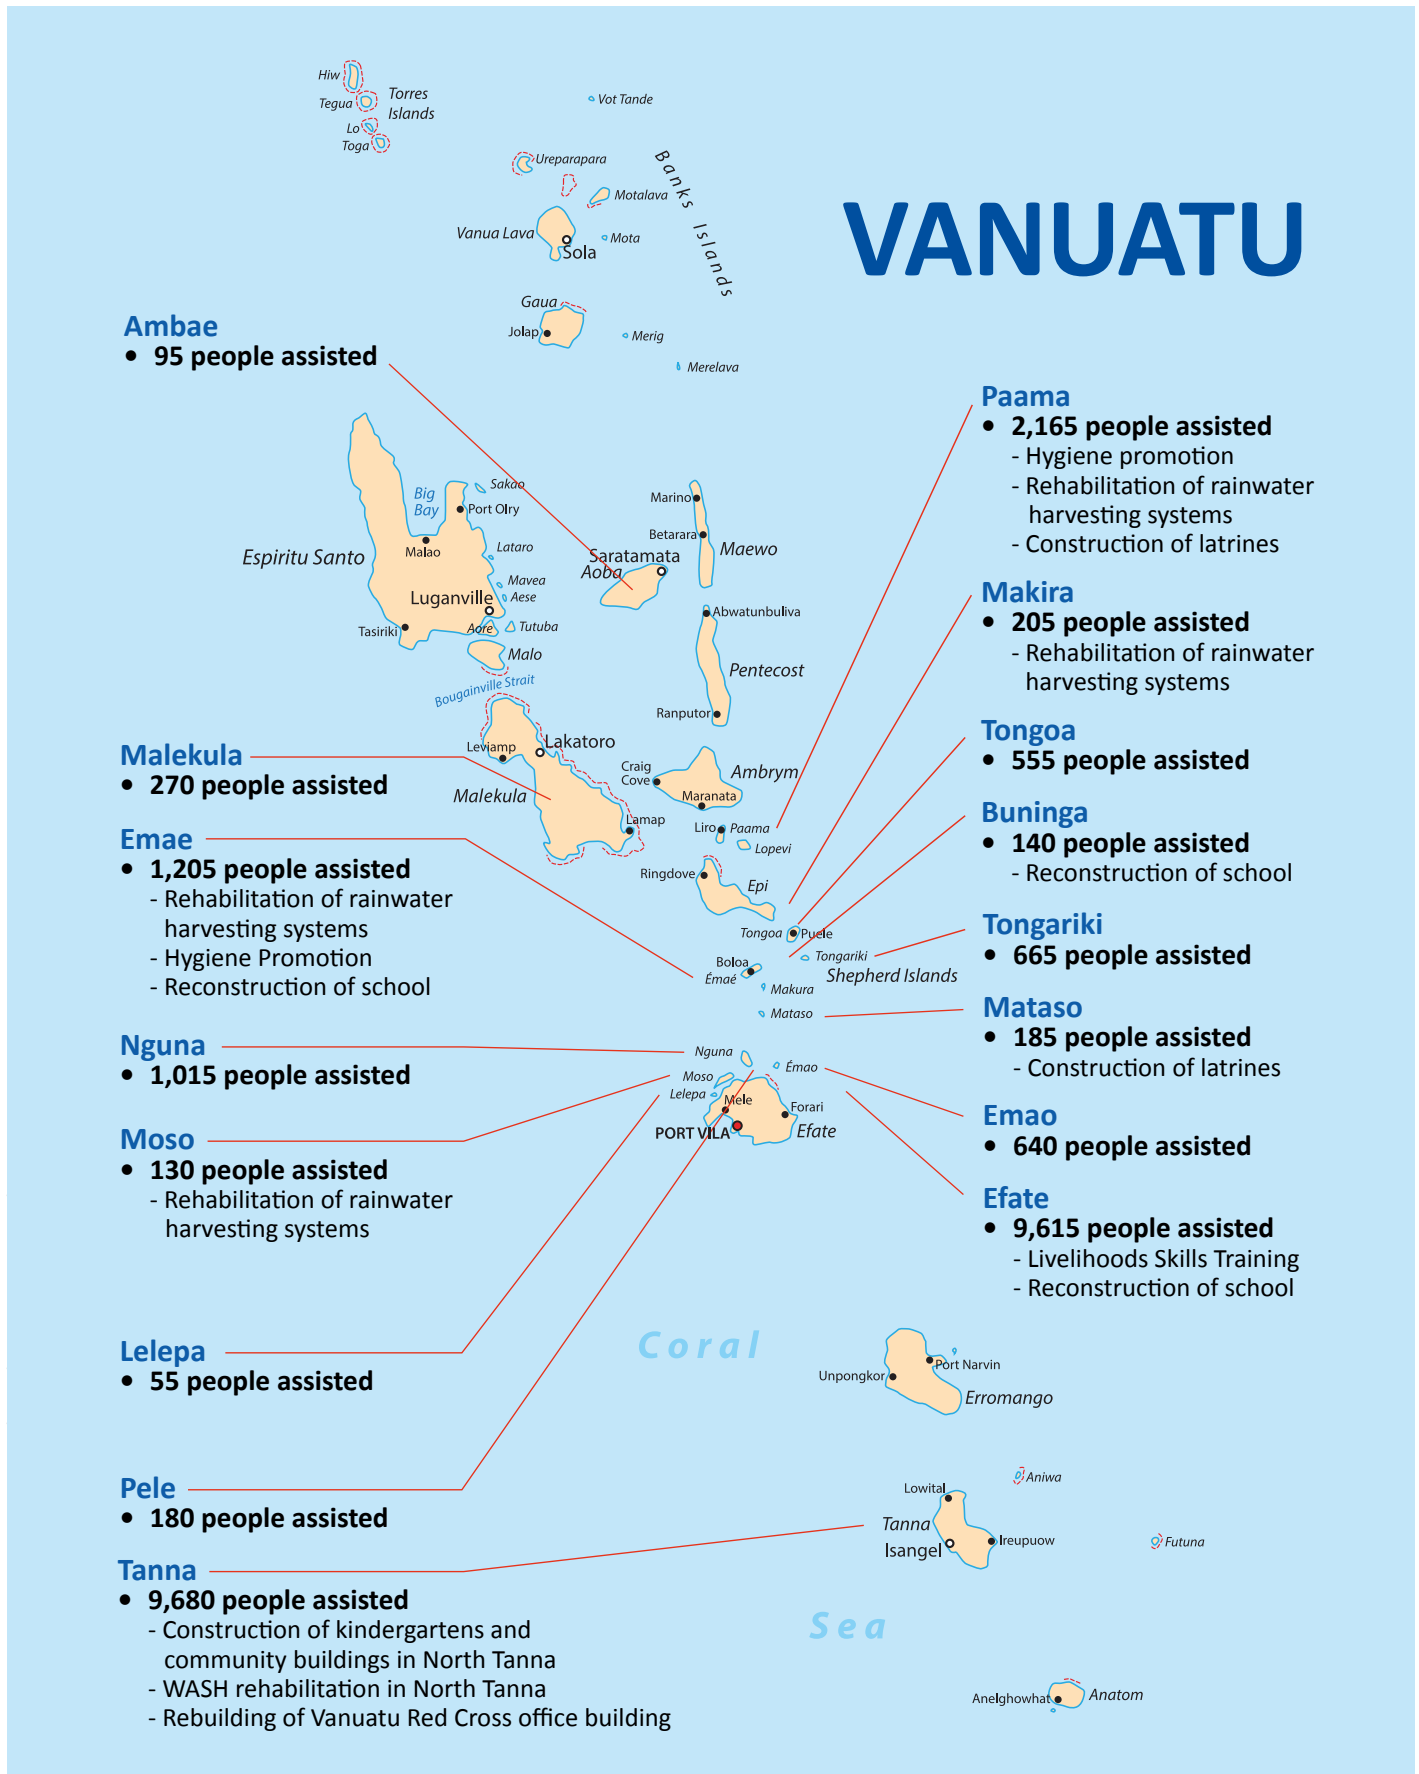 Hiw
Tegua
Torres
Islands
Lo
Toga
Vot Tande
Ureparapara
Banks Islands
Motalava
Vanua Lava
Mota
Sola
VANUATU
Gaua
Jolap
Merig
Merelava
Ambae
• 95 people assisted
Sakao
Big
Bay
Port Olry
Malao
Espiritu Santo
Lataro
Mavea
Aese
Luganville
Tasiriki
Aore
Tutuba
Malo
Bougainville Strait
Marino
Betarara
Maewo
Saratamata
Aoba
Abwatunbuliva
Pentecost
Ranputor
Paama
• 2,165 people assisted
- Hygiene promotion
- Rehabilitation of rainwater
harvesting systems
- Construction of latrines
Makira
• 205 people assisted
- Rehabilitation of rainwater
harvesting systems
Tongoa
• 555 people assisted
Buninga
• 140 people assisted
- Reconstruction of school
Tongariki
• 665 people assisted
Mataso
• 185 people assisted
- Construction of latrines
Emao
• 640 people assisted
Efate
• 9,615 people assisted
- Livelihoods Skills Training
- Reconstruction of school
Leviamp
Lakatoro
Malekula
Lamap
Craig
Cove
Ambrym
Maranata
Liro
Paama
Lopevi
Ringdove
Epi
Tongoa
Puele
Tongariki
Shepherd Islands
Boloa
Émaé
Makura
Mataso
Nguna
Émao
Moso
Lelepa
Mele
Forari
PORT VILA
Efate
Malekula
• 270 people assisted
Emae
• 1,205 people assisted
- Rehabilitation of rainwater
harvesting systems
- Hygiene Promotion
- Reconstruction of school
Nguna
• 1,015 people assisted
Moso
• 130 people assisted
- Rehabilitation of rainwater
harvesting systems
Lelepa
• 55 people assisted
Pele
• 180 people assisted
Tanna
• 9,680 people assisted
- Construction of kindergartens and
community buildings in North Tanna
- WASH rehabilitation in North Tanna
- Rebuilding of Vanuatu Red Cross office building
Coral
Sea
Port Narvin
Unpongkor
Erromango
Aniwa
Lowital
Tanna
Isangel
Ireupuow
Futuna
Anelghowhat
Anatom